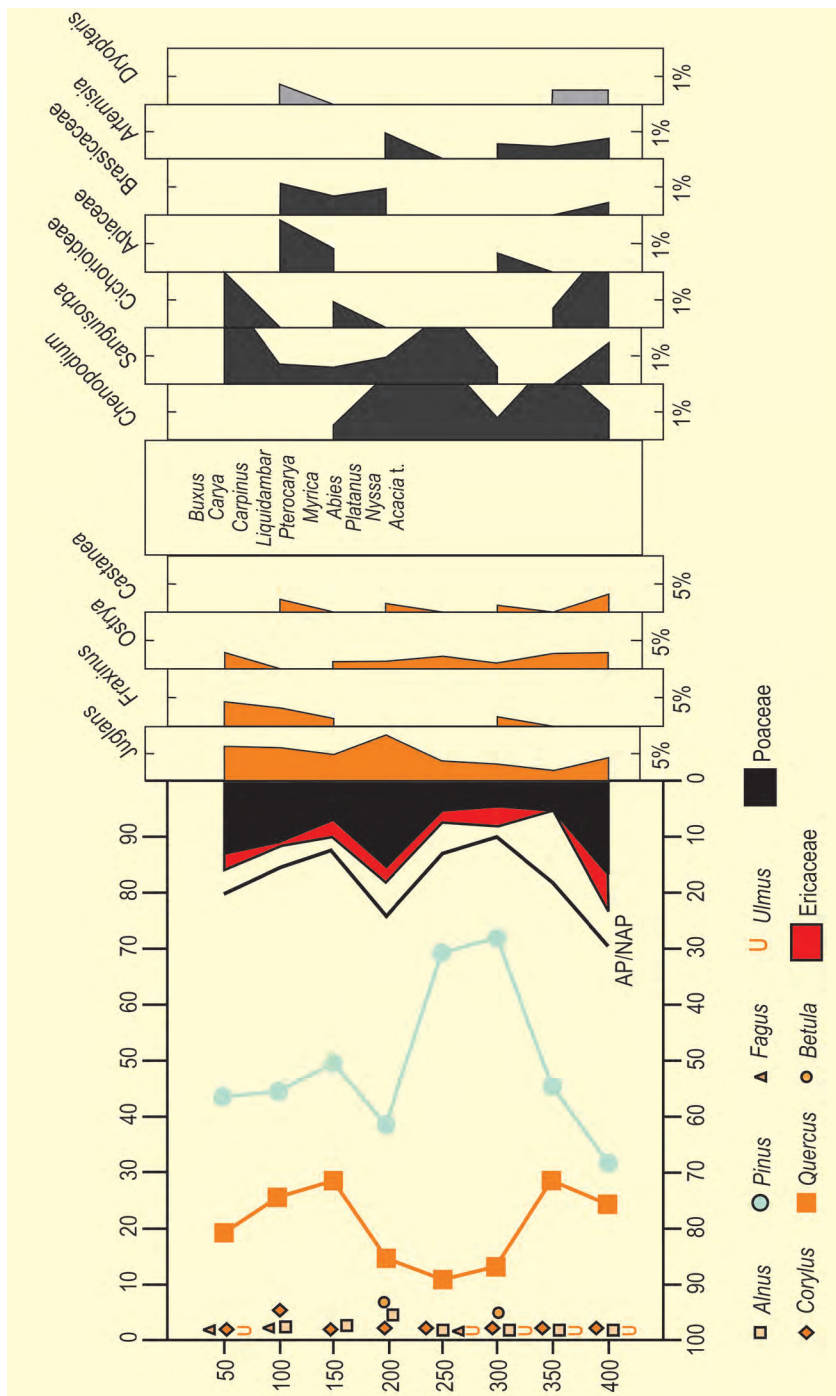 Juglans
Fraxinus
Ostrya
Castanea
Chenopodium
Sanguisorba
Cichorioideae
Apiaceae
Brassicaceae
Artemisia
Dryopteris
Buxus
Carya
Carpinus
Liquidambar
Pterocarya
Myrica
Abies
Platanus
Nyssa
Acacia t.
0 10 20 30 40 50 60 70 80 90
50
100
150
200
250
300
350
400
AP/NAP
100 90 80 70 60 50 40 30 20 10 0
5% 5% 5% 5% 1% 1% 1% 1% 1% 1% 1%
Alnus Pinus Fagus Ulmus Poaceae
Corylus Quercus Betula Ericaceae